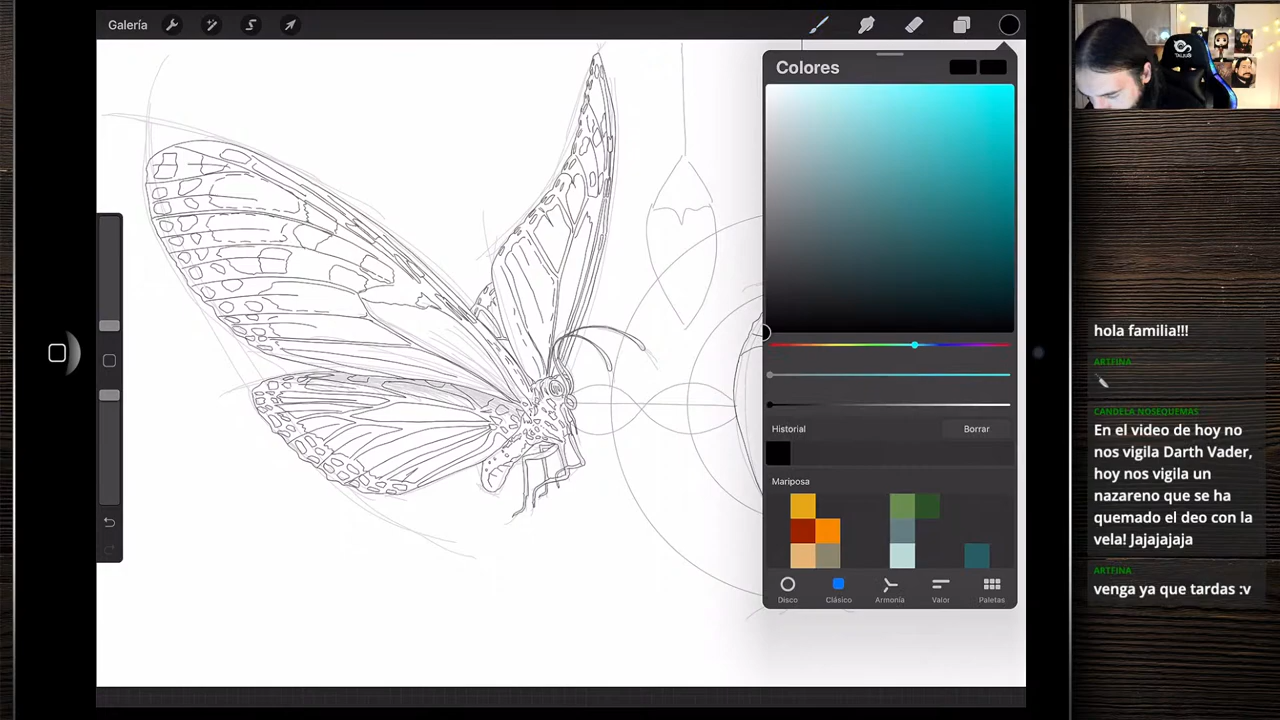 Galería
Colores
Historial
Borrar
Mariposa
Disco
Clásico
Armonía
Valor
Paletas
hola familia!!!
ARTFINA
CANDELA NOSEQUEMAS
En el video de hoy no
nos vigila Darth Vader,
hoy nos vigila un
nazareno que se ha
quemado el deo con la
vela! Jajajajaja
ARTFINA
venga ya que tardas :v